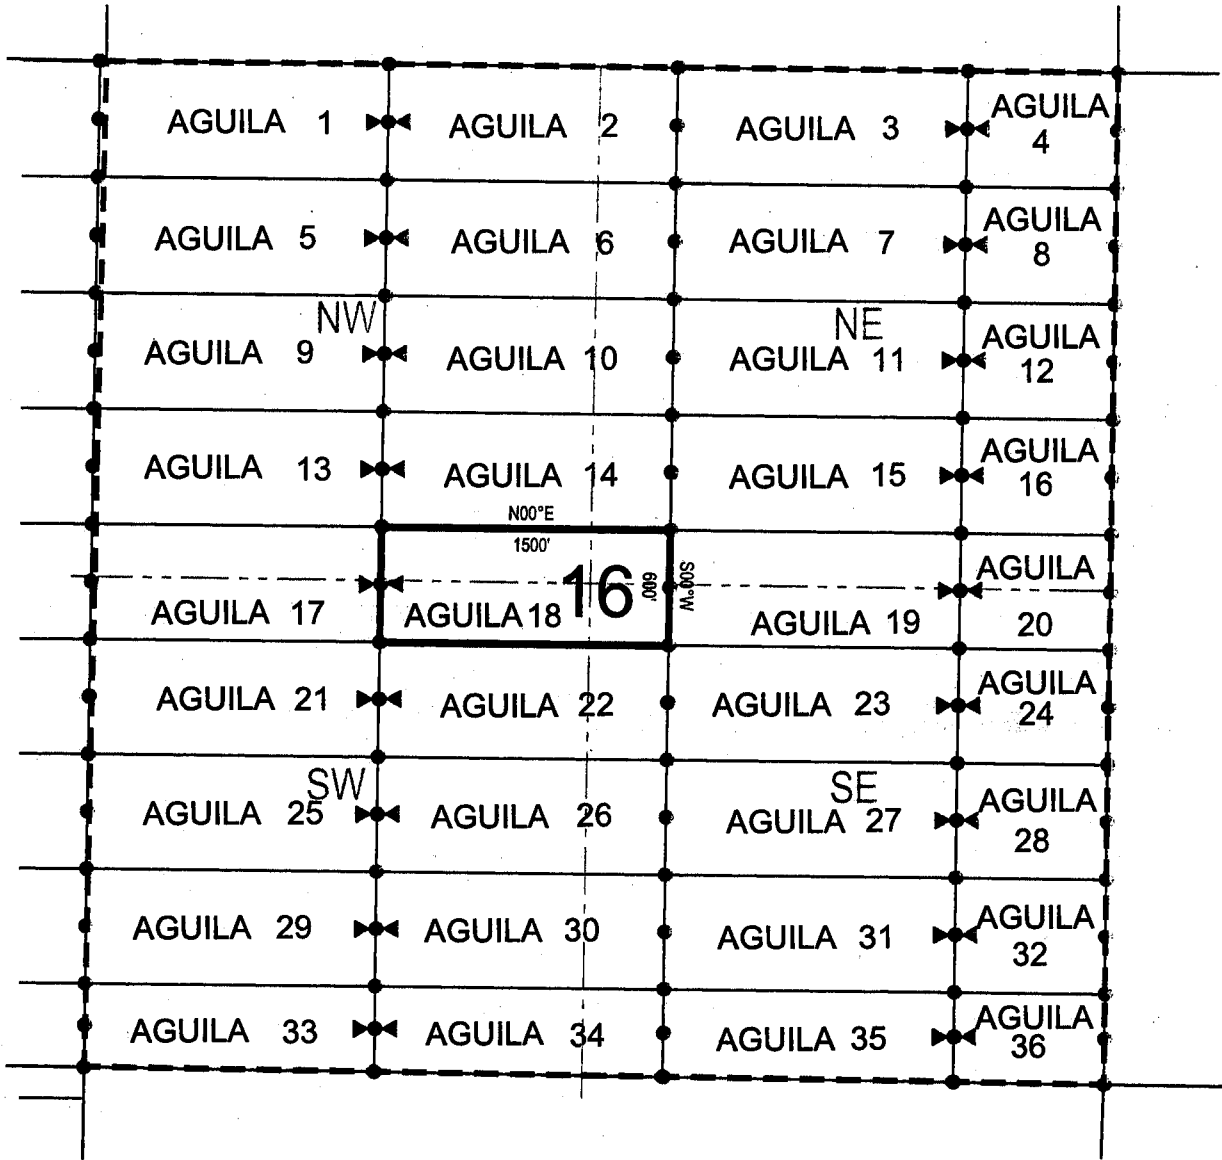 AGUILA 1
AGUILA 2
AGUILA 3
AGUILA
4
AGUILA 5
AGUILA 6
AGUILA 7
AGUILA
8
NW
NE
AGUILA 9
AGUILA 10
AGUILA 11
AGUILA
12
AGUILA 13
AGUILA 14
AGUILA 15
AGUILA
16
N00°E
1500'
16
600'
S00°W
AGUILA 17
AGUILA 18
AGUILA 19
AGUILA
20
AGUILA 21
AGUILA 22
AGUILA 23
AGUILA
24
SW
SE
AGUILA 25
AGUILA 26
AGUILA 27
AGUILA
28
AGUILA 29
AGUILA 30
AGUILA 31
AGUILA
32
AGUILA 33
AGUILA 34
AGUILA 35
AGUILA
36